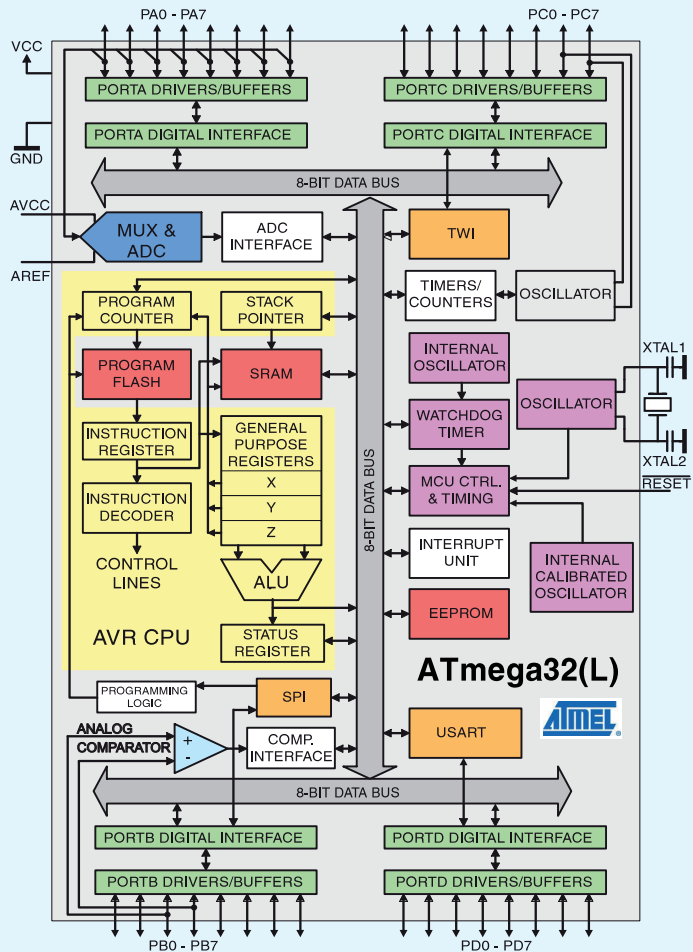 PA0 - PA7
PC0 - PC7
VCC
PORTA DRIVERS/BUFFERS
PORTC DRIVERS/BUFFERS
PORTA DIGITAL INTERFACE
PORTC DIGITAL INTERFACE
GND
8-BIT DATA BUS
AVCC
MUX &
ADC
ADC
INTERFACE
TWI
AREF
PROGRAM
COUNTER
STACK
POINTER
TIMERS/
COUNTERS
OSCILLATOR
PROGRAM
FLASH
SRAM
INTERNAL
OSCILLATOR
XTAL1
OSCILLATOR
INSTRUCTION
REGISTER
GENERAL
PURPOSE
REGISTERS
X
Y
Z
WATCHDOG
TIMER
XTAL2
RESET
INSTRUCTION
DECODER
MCU CTRL.
& TIMING
8-BIT DATA BUS
CONTROL
LINES
INTERRUPT
UNIT
INTERNAL
CALIBRATED
OSCILLATOR
ALU
EEPROM
AVR CPU
STATUS
REGISTER
ATmega32(L)
PROGRAMMING
LOGIC
SPI
ATMEL
®
ANALOG
COMPARATOR
+
-
COMP.
INTERFACE
USART
8-BIT DATA BUS
PORTB DIGITAL INTERFACE
PORTD DIGITAL INTERFACE
PORTB DRIVERS/BUFFERS
PORTD DRIVERS/BUFFERS
PB0 - PB7
PD0 - PD7